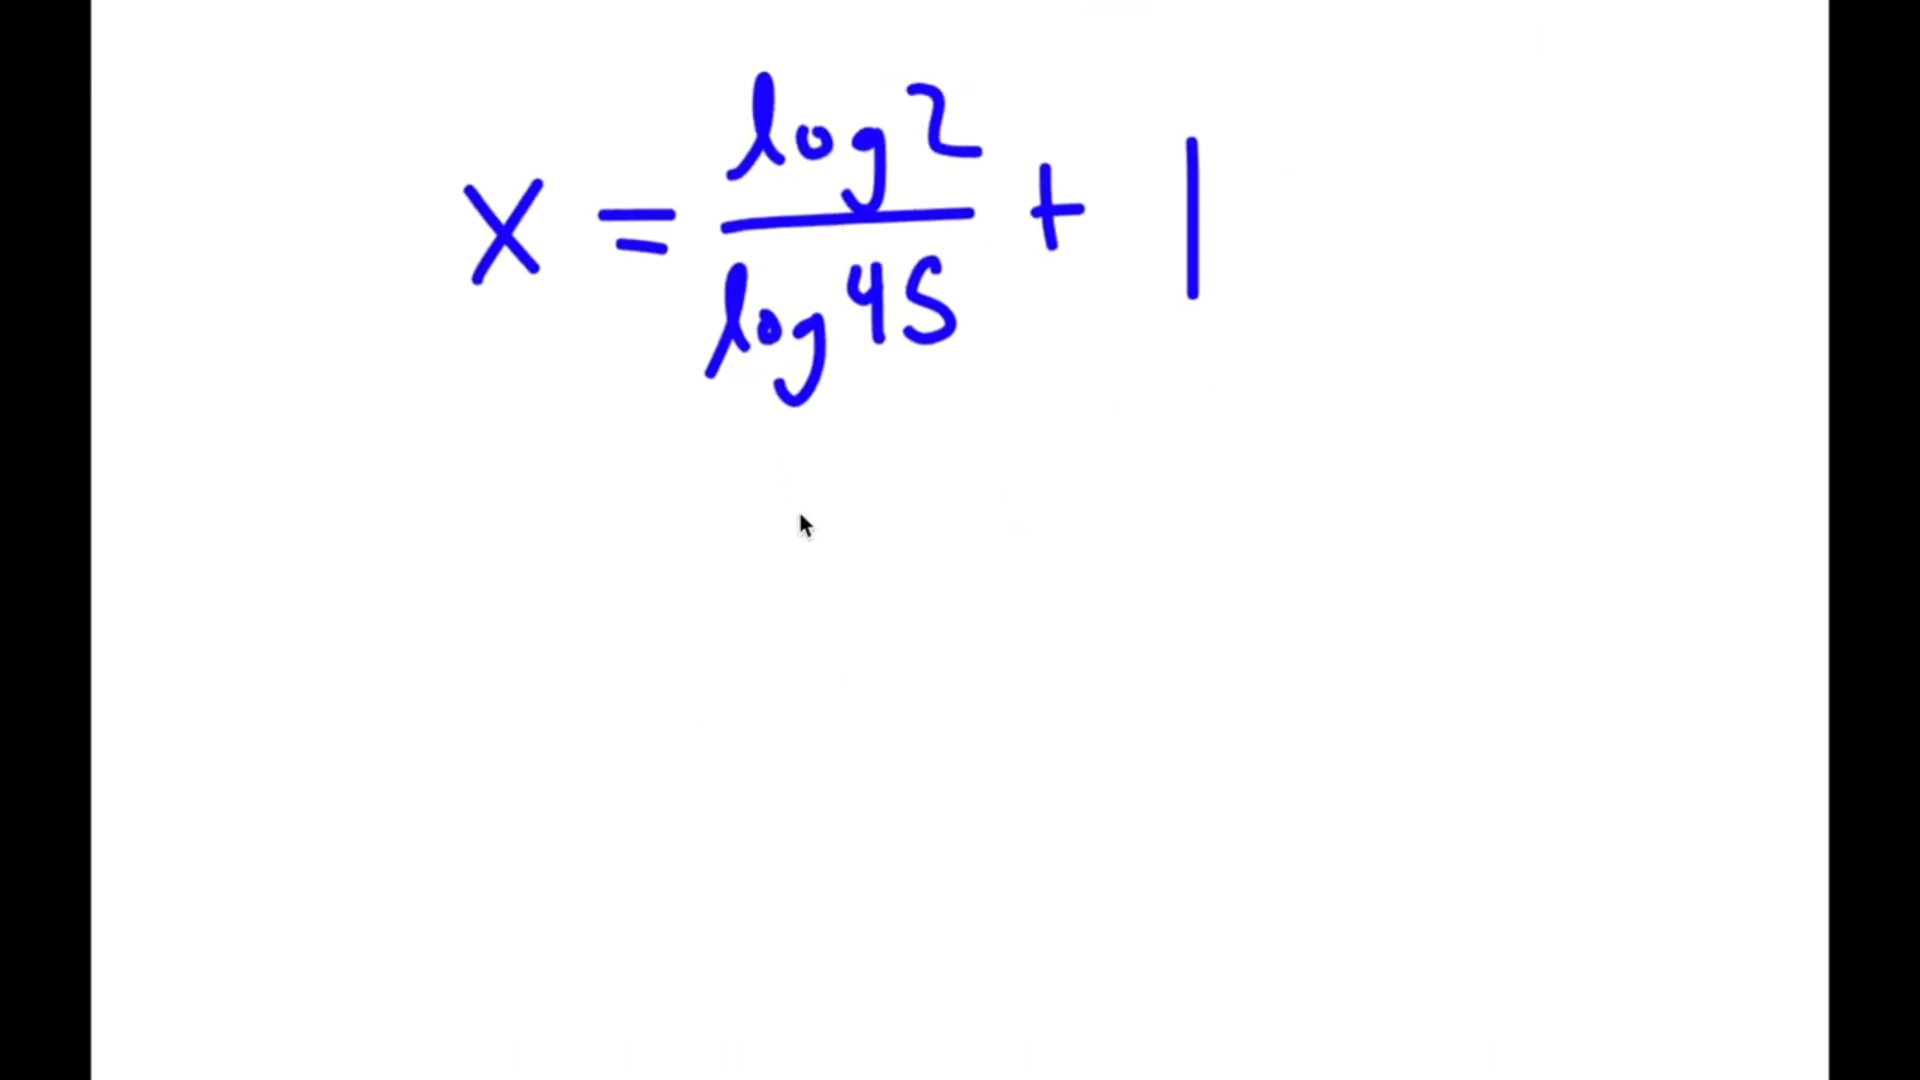 x = log 2 / log 45 + 1